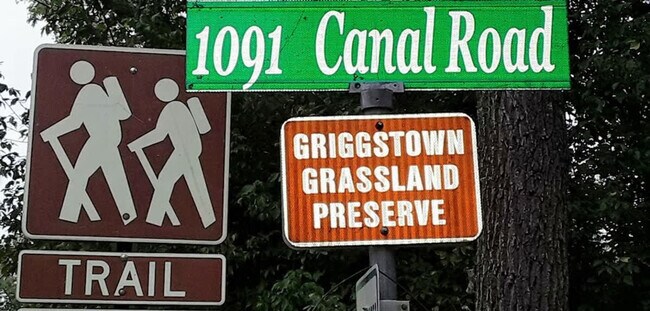 1091 Canal Road
GRIGGSTOWN
GRASSLAND
PRESERVE
TRAIL